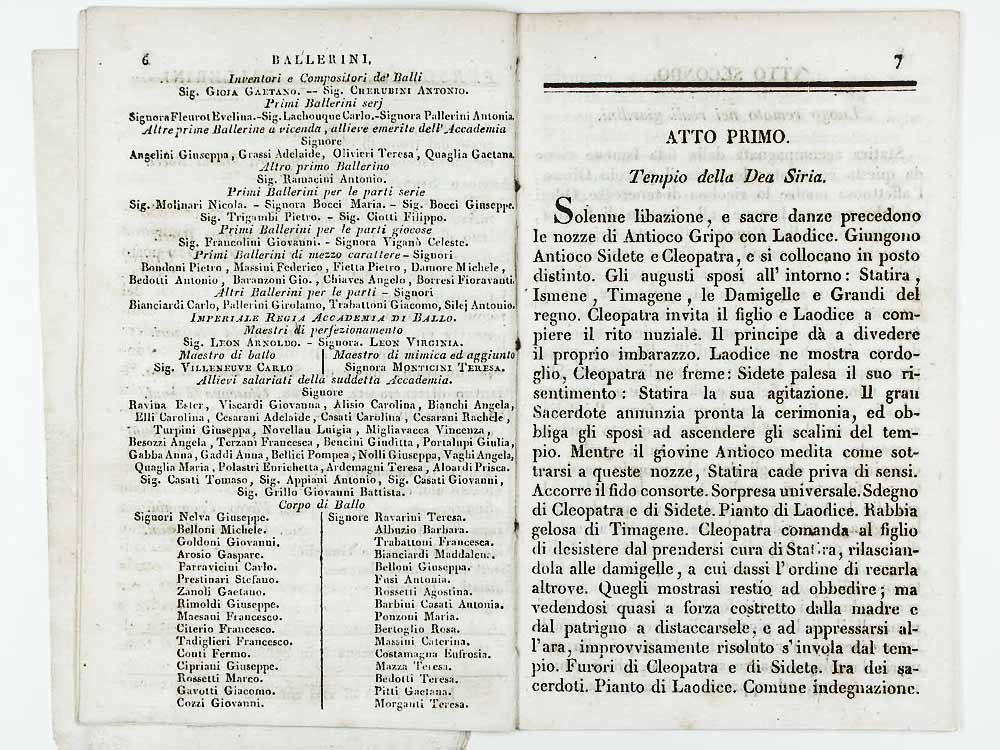 6
BALLERINI,
Inventori e Compositori de' Balli
Sig. GIOJA GAETANO. -- Sig. CHERUBINI ANTONIO.
Primi Ballerini serj
Signora Fleurot Evelina.-Sig. Lachouque Carlo.-Signora Pallerini Antonia.
Altre prime Ballerine a vicenda, allieve emerite dell'Accademia
Signore
Angelini Giuseppa, Grassi Adelaide, Olivieri Teresa, Quaglia Gaetana.
Altro primo Ballerino
Sig. Ramacini Antonio.
Primi Ballerini per le parti serie
Sig. Molinari Nicola. - Signora Bocci Maria. - Sig. Bocci Giuseppe.
Sig. Trigambi Pietro. - Sig. Ciotti Filippo.
Primi Ballerini per le parti giocose
Sig. Francolini Giovanni. - Signora Viganò Celeste.
Primi Ballerini di mezzo carattere - Signori
Bondoni Pietro, Massini Federico, Fietta Pietro, Damore Michele,
Bedotti Antonio, Baranzoni Gio., Chiaves Angelo, Borresi Fioravanti.
Altri Ballerini per le parti - Signori
Bianciardi Carlo, Pallerini Girolamo, Trabattoni Giacomo, Silej Antonio.
IMPERIALE REGIA ACCADEMIA DI BALLO.
Maestri di perfezionamento
Sig. LEON ARNOLDO. - Signora. LEON VIRGINIA.
Maestro di ballo | Maestro di mimica ed aggiunto
Sig. VILLENEUVE CARLO | Signora MONTICINI TERESA.
Allievi salariati della suddetta Accademia.
Signore
Ravina Ester, Viscardi Giovanna, Alisio Carolina, Bianchi Angela,
Elli Carolina, Cesarani Adelaide, Casati Carolina, Cesarani Rachele,
Turpini Giuseppa, Novellau Luigia, Migliavacca Vincenza,
Besozzi Angela, Terzani Francesca, Bencini Giuditta, Portalupi Giulia,
Gabba Anna, Gaddi Anna, Bellici Pompea, Nolli Giuseppa, Vaghi Angela,
Quaglia Maria, Polastri Enrichetta, Ardemagni Teresa, Aloardi Prisca.
Sig. Casati Tomaso, Sig. Appiani Antonio, Sig. Casati Giovanni,
Sig. Grillo Giovanni Battista.
Corpo di Ballo
Signori Nelva Giuseppe.
Belloni Michele.
Goldoni Giovanni.
Arosio Gaspare.
Parravicini Carlo.
Prestinari Stefano.
Zanoli Gaetano.
Rimoldi Giuseppe.
Maesani Francesco.
Citerio Francesco.
Tadiglieri Francesco.
Conti Fermo.
Cipriani Giuseppe.
Rossetti Marco.
Gavotti Giacomo.
Cozzi Giovanni.
Signore Ravarini Teresa.
Albuzio Barbara.
Trabattoni Francesca.
Bianciardi Maddalena.
Belloni Giuseppa.
Fusi Antonia.
Rossetti Agostina.
Barbini Casati Antonia.
Ponzoni Maria.
Bertoglio Rosa.
Massini Caterina.
Costamagna Eufrosia.
Mazza Teresa.
Bedotti Teresa.
Pitti Gaetana.
Morganti Teresa.
7
ATTO PRIMO.
Tempio della Dea Siria.
Solenne libazione, e sacre danze precedono
le nozze di Antioco Gripo con Laodice. Giungono
Antioco Sidete e Cleopatra, e si collocano in posto
distinto. Gli augusti sposi all' intorno: Statira,
Ismene, Timagene, le Damigelle e Grandi del
regno. Cleopatra invita il figlio e Laodice a com-
piere il rito nuziale. Il principe dà a divedere
il proprio imbarazzo. Laodice ne mostra cordo-
glio, Cleopatra ne freme: Sidete palesa il suo ri-
sentimento: Statira la sua agitazione. Il gran
Sacerdote annunzia pronta la cerimonia, ed ob-
bliga gli sposi ad ascendere gli scalini del tem-
pio. Mentre il giovine Antioco medita come sot-
trarsi a queste nozze, Statira cade priva di sensi.
Accorre il fido consorte. Sorpresa universale. Sdegno
di Cleopatra e di Sidete. Pianto di Laodice. Rabbia
gelosa di Timagene. Cleopatra comanda al figlio
di desistere dal prendersi cura di Statira, rilascian-
dola alle damigelle, a cui dassi l'ordine di recarla
altrove. Quegli mostrasi restio ad obbedire; ma
vedendosi quasi a forza costretto dalla madre e
dal patrigno a distaccarsele, e ad appressarsi al-
l'ara, improvvisamente risoluto s'invola dal tem-
pio. Furori di Cleopatra e di Sidete. Ira dei sa-
cerdoti. Pianto di Laodice. Comune indegnazione.